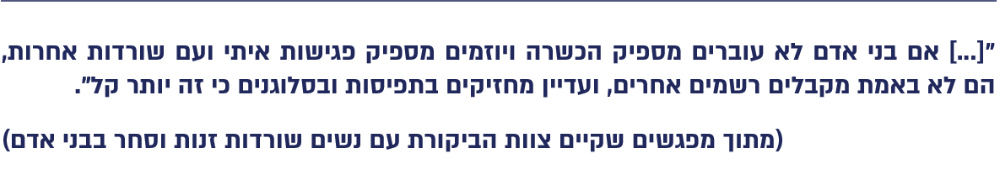 "[...] אם בני אדם לא עוברים מספיק הכשרה ויוזמים מספיק פגישות איתי ועם שורדות אחרות,
הם לא באמת מקבלים רשמים אחרים, ועדיין מחזיקים בתפיסות ובסלוגנים כי זה יותר קל".
(מתוך מפגשים שקיים צוות הביקורת עם נשים שורדות זנות וסחר בבני אדם)